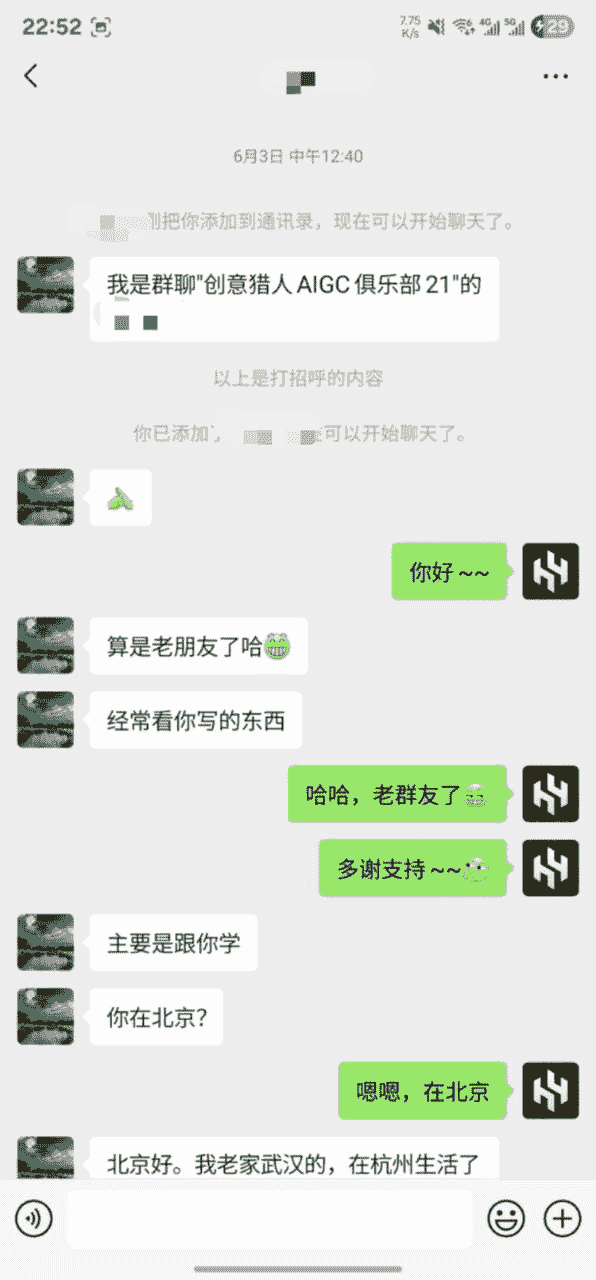 22:52
7.75
K/s
4G
5G
29
6月3日 中午12:40
把你添加到通讯录，现在可以开始聊天了。
我是群聊"创意猎人AIGC俱乐部21"的
以上是打招呼的内容
你已添加
可以开始聊天了。
你好~~
算是老朋友了哈
经常看你写的东西
哈哈，老群友了
多谢支持~~
主要是跟你学
你在北京？
嗯嗯，在北京
北京好。我老家武汉的，在杭州生活了